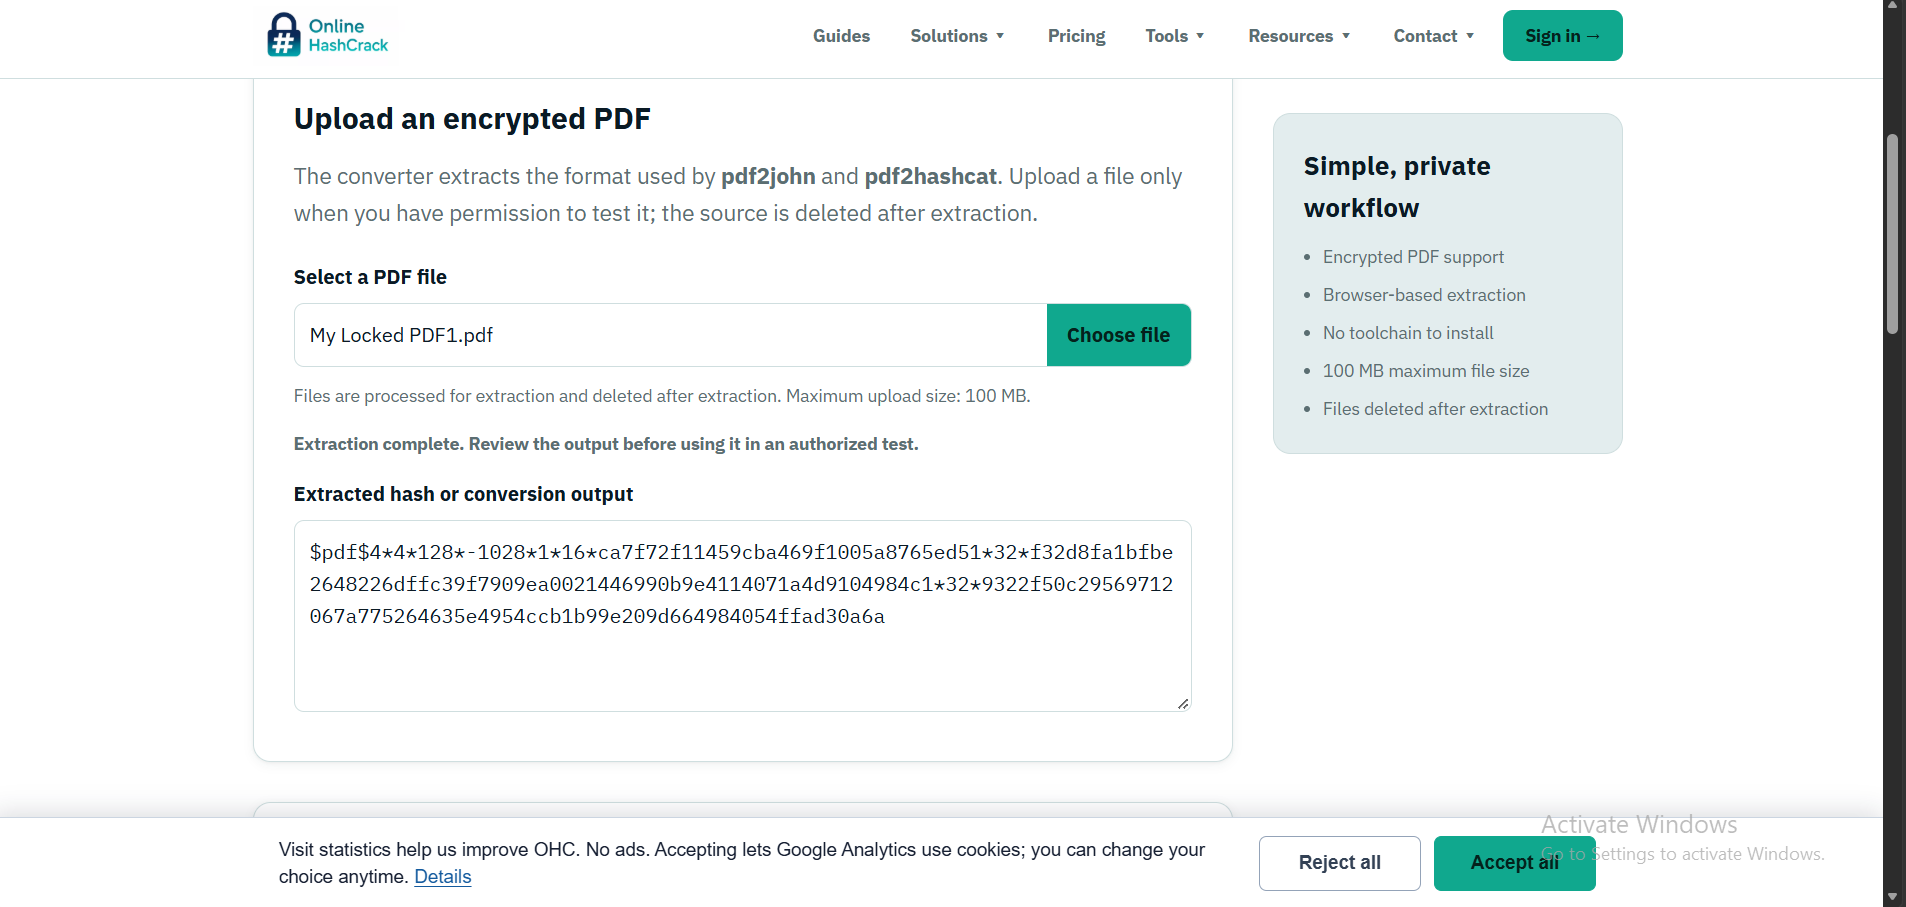 Online
HashCrack
Guides
Solutions
Pricing
Tools
Resources
Contact
Sign in →
Upload an encrypted PDF
The converter extracts the format used by pdf2john and pdf2hashcat. Upload a file only
when you have permission to test it; the source is deleted after extraction.
Select a PDF file
My Locked PDF1.pdf
Choose file
Files are processed for extraction and deleted after extraction. Maximum upload size: 100 MB.
Extraction complete. Review the output before using it in an authorized test.
Extracted hash or conversion output
$pdf$4*4*128*-1028*1*16*ca7f72f11459cba469f1005a8765ed51*32*f32d8fa1bfbe
2648226dffc39f7909ea0021446990b9e4114071a4d9104984c1*32*9322f50c29569712
067a775264635e4954ccb1b99e209d664984054ffad30a6a
Simple, private
workflow
• Encrypted PDF support
• Browser-based extraction
• No toolchain to install
• 100 MB maximum file size
• Files deleted after extraction
Visit statistics help us improve OHC. No ads. Accepting lets Google Analytics use cookies; you can change your
choice anytime. Details
Reject all
Accept all
Activate Windows
Go to Settings to activate Windows.